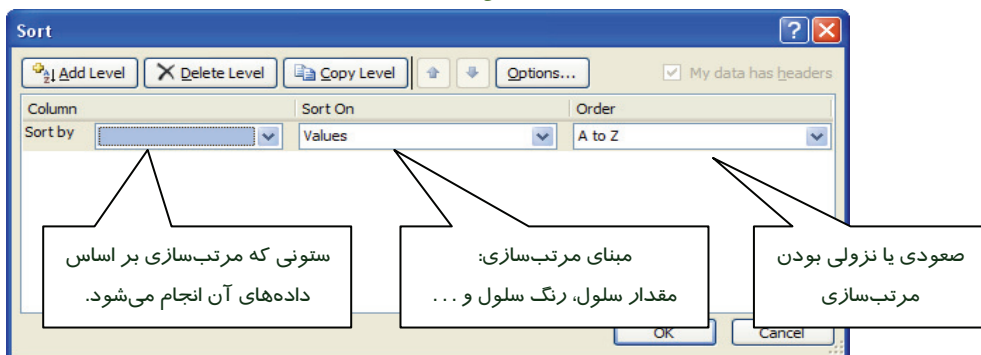 Sort
Add Level Delete Level Copy Level Options... My data has headers
Column Sort On Order
Sort by Values A to Z
ستونی که مرتب‌سازی بر اساس
داده‌های آن انجام می‌شود.
مبنای مرتب‌سازی:
مقدار سلول، رنگ سلول و ...
صعودی یا نزولی بودن
مرتب‌سازی
OK Cancel